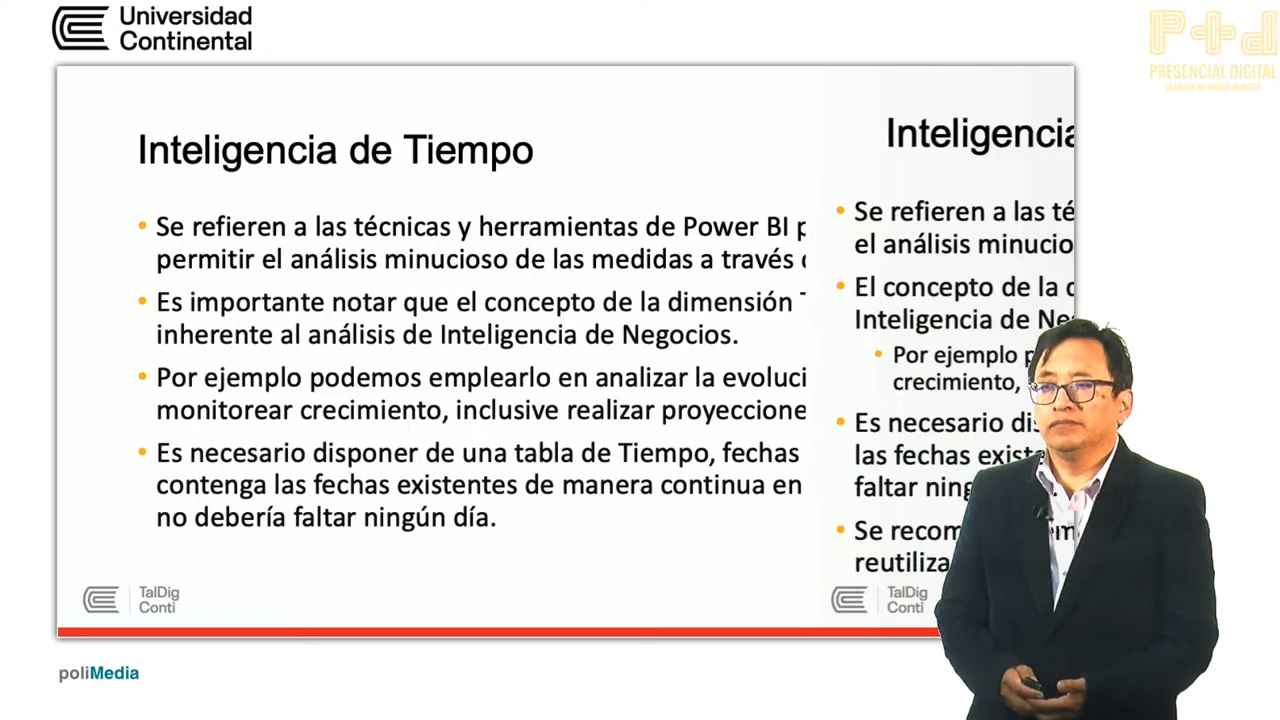 Universidad
Continental
P+d
PRESENCIAL DIGITAL
Inteligencia de Tiempo
• Se refieren a las técnicas y herramientas de Power BI
permitir el análisis minucioso de las medidas a través
• Es importante notar que el concepto de la dimensión
inherente al análisis de Inteligencia de Negocios.
• Por ejemplo podemos emplearlo en analizar la evoluci
monitorear crecimiento, inclusive realizar proyeccione
• Es necesario disponer de una tabla de Tiempo, fechas
contenga las fechas existentes de manera continua en
no debería faltar ningún día.
TalDig
Conti
Inteligencia
• Se refieren a las té
el análisis minucio
• El concepto de la
Inteligencia de Ne
• Por ejemplo
crecimiento,
• Es necesario dis
las fechas existe
faltar ning
• Se recom
reutiliza
TalDig
Conti
poliMedia